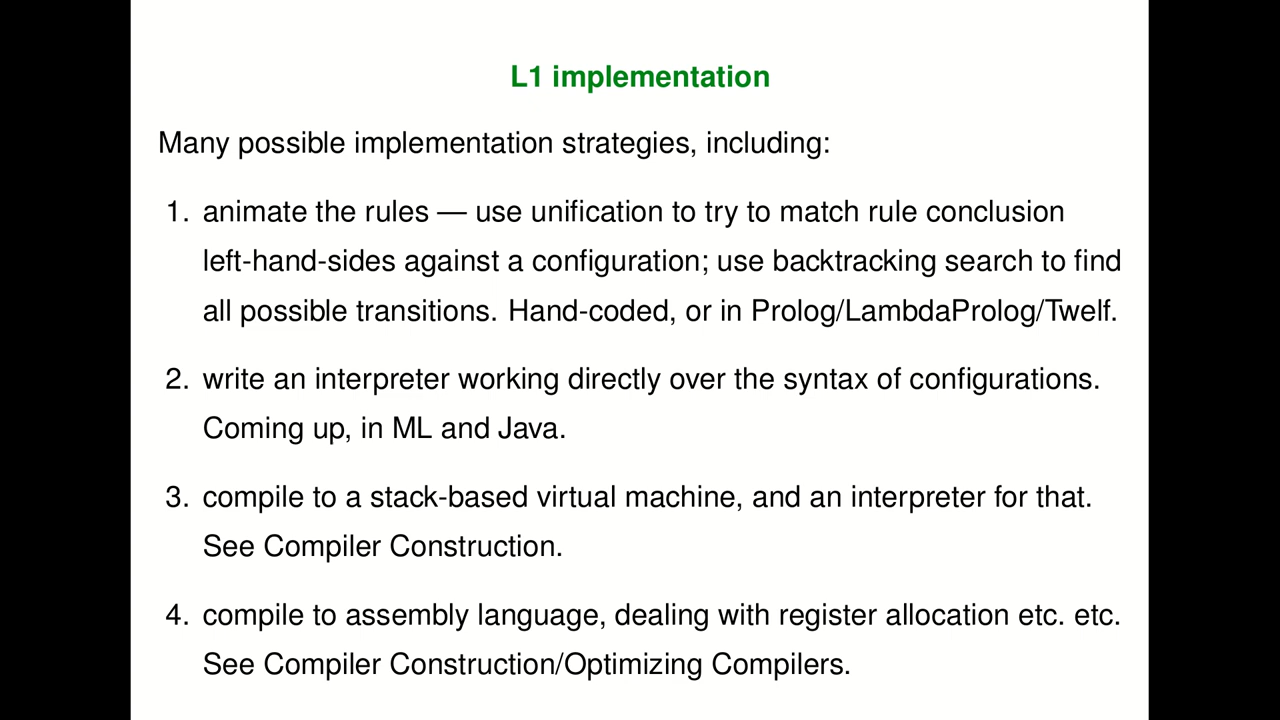 L1 implementation
Many possible implementation strategies, including:
1. animate the rules — use unification to try to match rule conclusion
left-hand-sides against a configuration; use backtracking search to find
all possible transitions. Hand-coded, or in Prolog/LambdaProlog/Twelf.
2. write an interpreter working directly over the syntax of configurations.
Coming up, in ML and Java.
3. compile to a stack-based virtual machine, and an interpreter for that.
See Compiler Construction.
4. compile to assembly language, dealing with register allocation etc. etc.
See Compiler Construction/Optimizing Compilers.